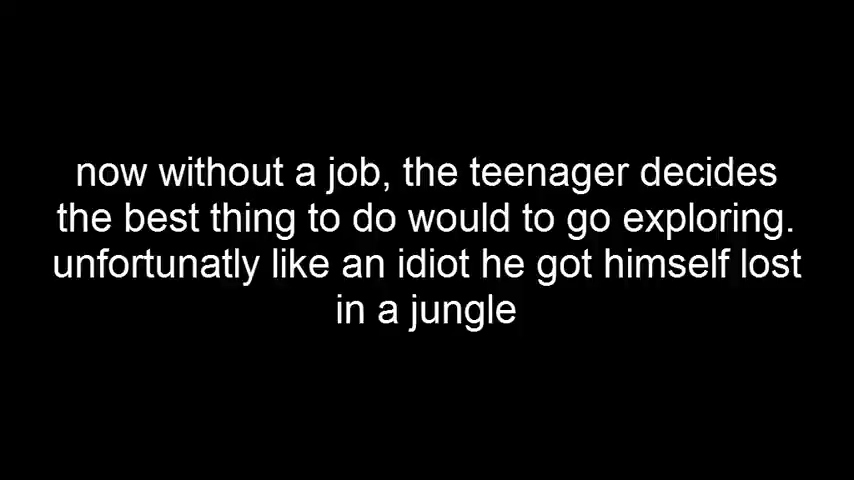 now without a job, the teenager decides
the best thing to do would to go exploring.
unfortunatly like an idiot he got himself lost
in a jungle